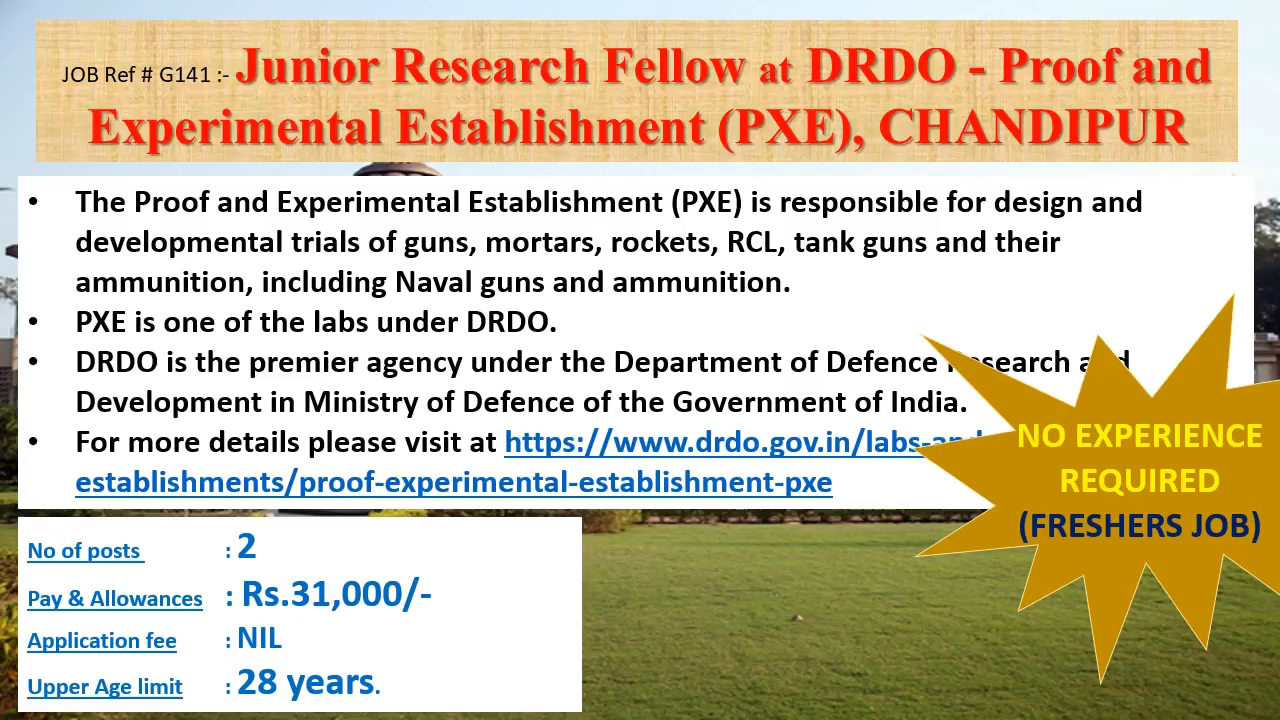 JOB Ref # G141 :- Junior Research Fellow at DRDO - Proof and
Experimental Establishment (PXE), CHANDIPUR
• The Proof and Experimental Establishment (PXE) is responsible for design and
developmental trials of guns, mortars, rockets, RCL, tank guns and their
ammunition, including Naval guns and ammunition.
• PXE is one of the labs under DRDO.
• DRDO is the premier agency under the Department of Defence Research and
Development in Ministry of Defence of the Government of India.
• For more details please visit at https://www.drdo.gov.in/labs-and-
establishments/proof-experimental-establishment-pxe
NO EXPERIENCE
REQUIRED
(FRESHERS JOB)
No of posts : 2
Pay & Allowances : Rs.31,000/-
Application fee : NIL
Upper Age limit : 28 years.